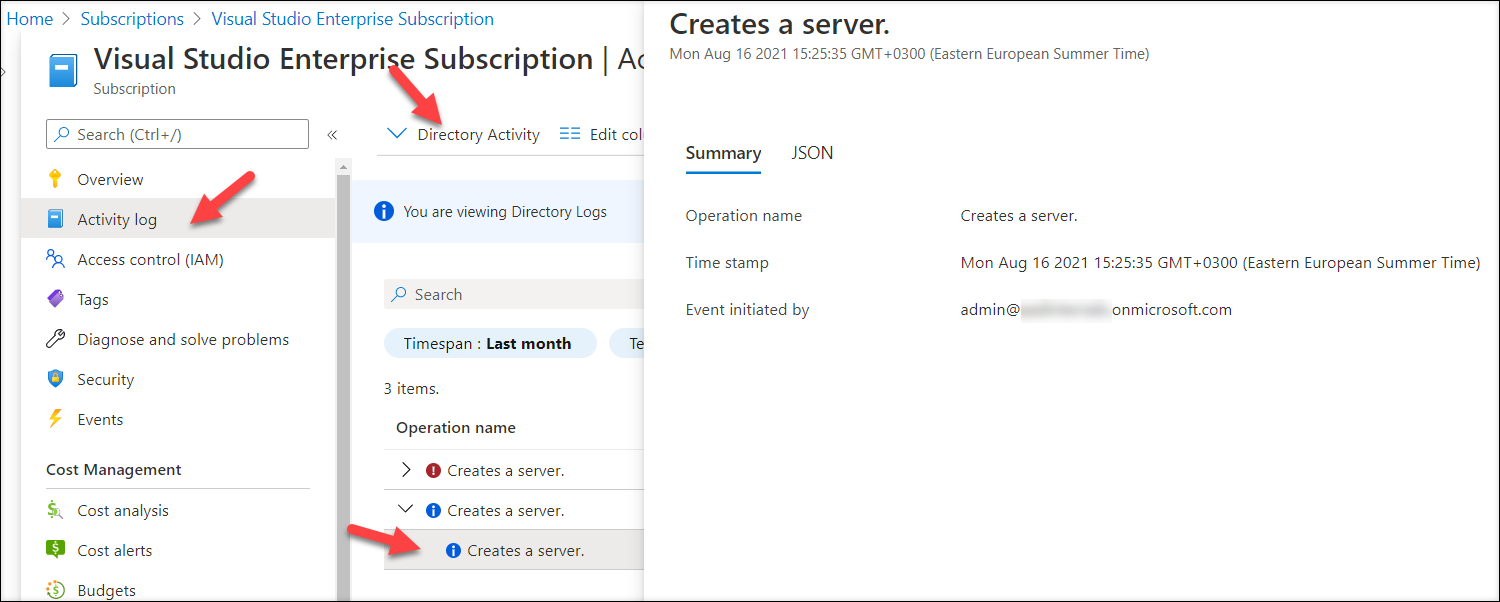 Home > Subscriptions > Visual Studio Enterprise Subscription
Visual Studio Enterprise Subscription | Ac
Subscription
Search (Ctrl+/)
«
Overview
Activity log
Access control (IAM)
Tags
Diagnose and solve problems
Security
Events
Cost Management
Cost analysis
Cost alerts
Budgets
Directory Activity
Edit colu
You are viewing Directory Logs
Search
Timespan : Last month
Te
3 items.
Operation name
Creates a server.
Creates a server.
Creates a server.
Creates a server.
Mon Aug 16 2021 15:25:35 GMT+0300 (Eastern European Summer Time)
Summary JSON
Operation name Creates a server.
Time stamp Mon Aug 16 2021 15:25:35 GMT+0300 (Eastern European Summer Time)
Event initiated by admin@ onmicrosoft.com